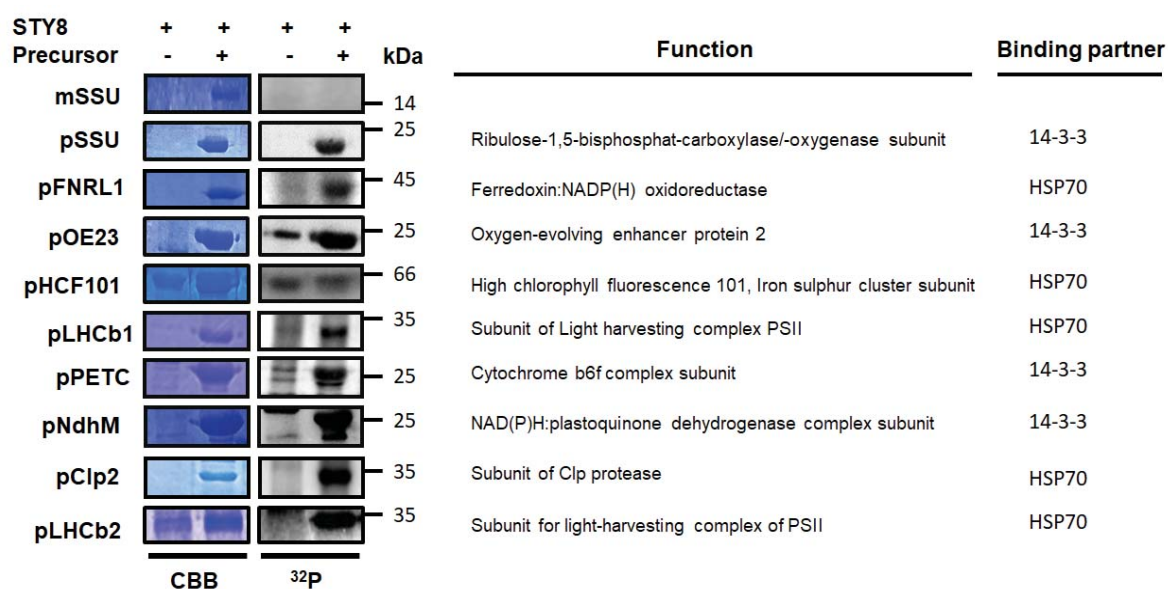 STY8 + + + +
Precursor - + - + kDa Function Binding partner
mSSU 14
pSSU 25 Ribulose-1,5-bisphosphat-carboxylase/-oxygenase subunit 14-3-3
pFNRL1 45 Ferredoxin:NADP(H) oxidoreductase HSP70
pOE23 25 Oxygen-evolving enhancer protein 2 14-3-3
pHCF101 66 High chlorophyll fluorescence 101, Iron sulphur cluster subunit HSP70
pLHCb1 35 Subunit of Light harvesting complex PSII HSP70
pPETC 25 Cytochrome b6f complex subunit 14-3-3
pNdhM 25 NAD(P)H:plastoquinone dehydrogenase complex subunit 14-3-3
pClp2 35 Subunit of Clp protease HSP70
pLHCb2 35 Subunit for light-harvesting complex of PSII HSP70
CBB ³²P